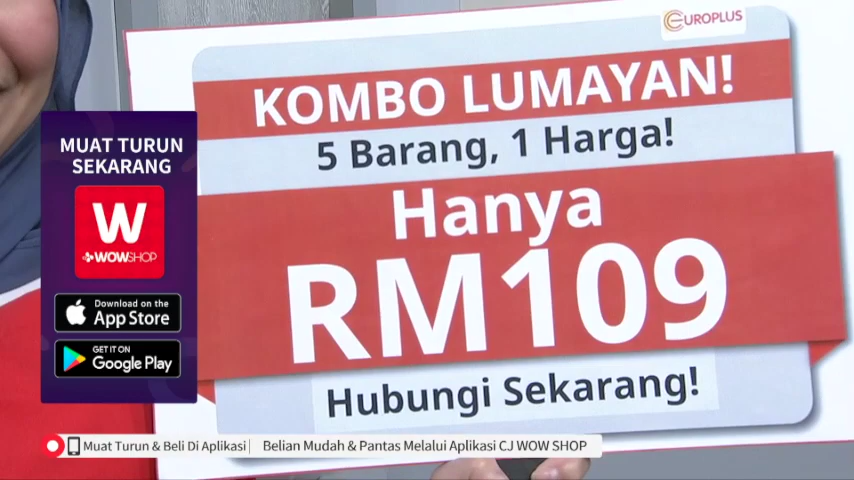 EUROPLUS
KOMBO LUMAYAN!
5 Barang, 1 Harga!
Hanya
RM109
Hubungi Sekarang!
MUAT TURUN
SEKARANG
W
CJ WOWSHOP
Download on the
App Store
GET IT ON
Google Play
Muat Turun & Beli Di Aplikasi | Belian Mudah & Pantas Melalui Aplikasi CJ WOW SHOP